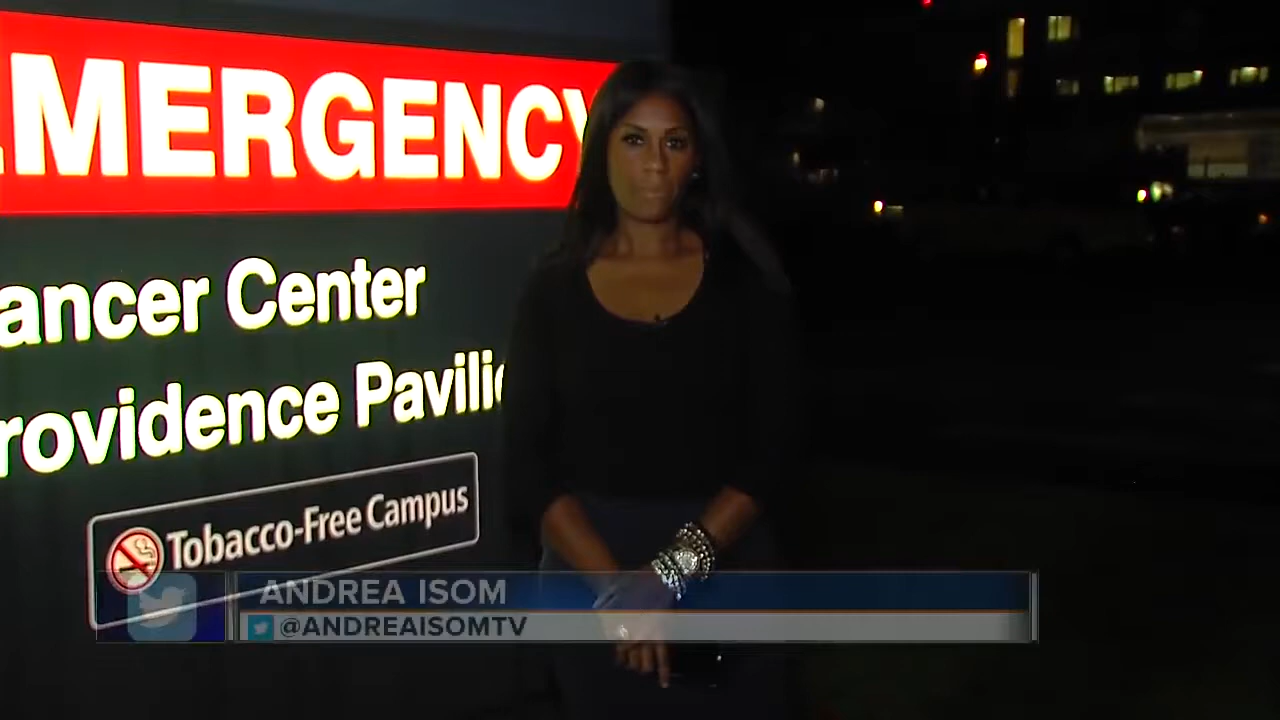 MERGENCY
ancer Center
rovidence Pavili
Tobacco-Free Campus
ANDREA ISOM
@ANDREAISOMTV